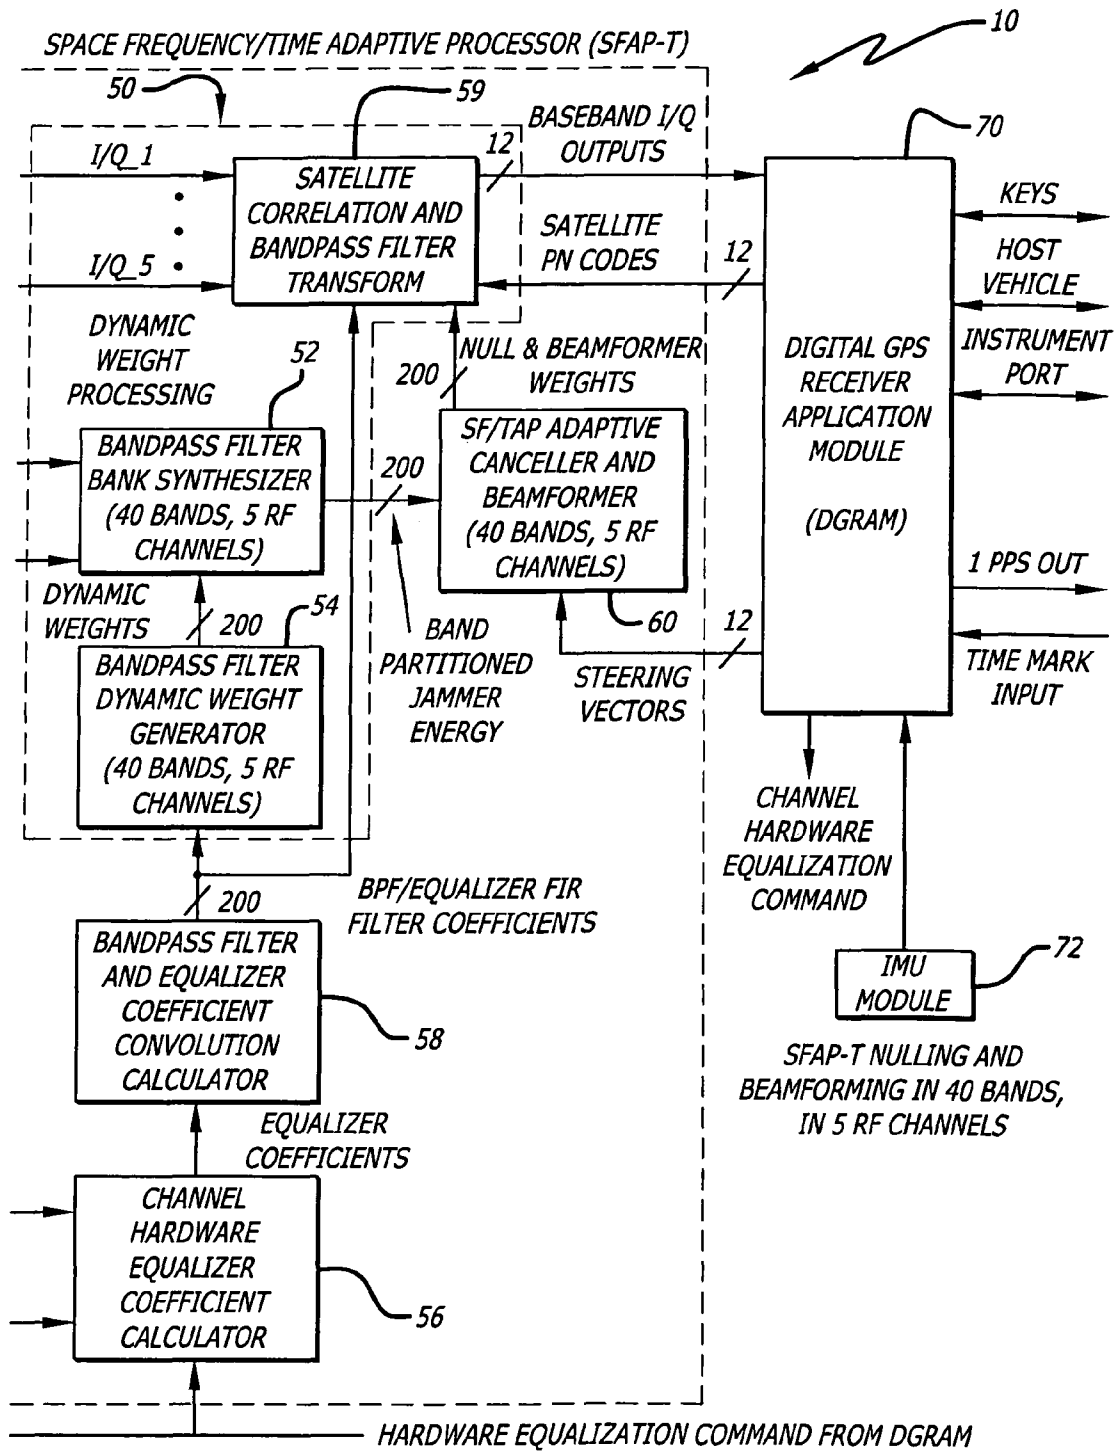 10
SPACE FREQUENCY/TIME ADAPTIVE PROCESSOR (SFAP-T)
50
59
70
I/Q_1
I/Q_5
SATELLITE
CORRELATION AND
BANDPASS FILTER
TRANSFORM
12
BASEBAND I/Q
OUTPUTS
SATELLITE
PN CODES
12
KEYS
HOST
VEHICLE
INSTRUMENT
PORT
DIGITAL GPS
RECEIVER
APPLICATION
MODULE
(DGRAM)
DYNAMIC
WEIGHT
PROCESSING
52
200
NULL & BEAMFORMER
WEIGHTS
BANDPASS FILTER
BANK SYNTHESIZER
(40 BANDS, 5 RF
CHANNELS)
200
SF/TAP ADAPTIVE
CANCELLER AND
BEAMFORMER
(40 BANDS, 5 RF
CHANNELS)
60
1 PPS OUT
TIME MARK
INPUT
DYNAMIC
WEIGHTS
200
54
BAND
PARTITIONED
JAMMER
ENERGY
12
STEERING
VECTORS
BANDPASS FILTER
DYNAMIC WEIGHT
GENERATOR
(40 BANDS, 5 RF
CHANNELS)
CHANNEL
HARDWARE
EQUALIZATION
COMMAND
200
BPF/EQUALIZER FIR
FILTER COEFFICIENTS
BANDPASS FILTER
AND EQUALIZER
COEFFICIENT
CONVOLUTION
CALCULATOR
58
IMU
MODULE
72
SFAP-T NULLING AND
BEAMFORMING IN 40 BANDS,
IN 5 RF CHANNELS
EQUALIZER
COEFFICIENTS
CHANNEL
HARDWARE
EQUALIZER
COEFFICIENT
CALCULATOR
56
HARDWARE EQUALIZATION COMMAND FROM DGRAM